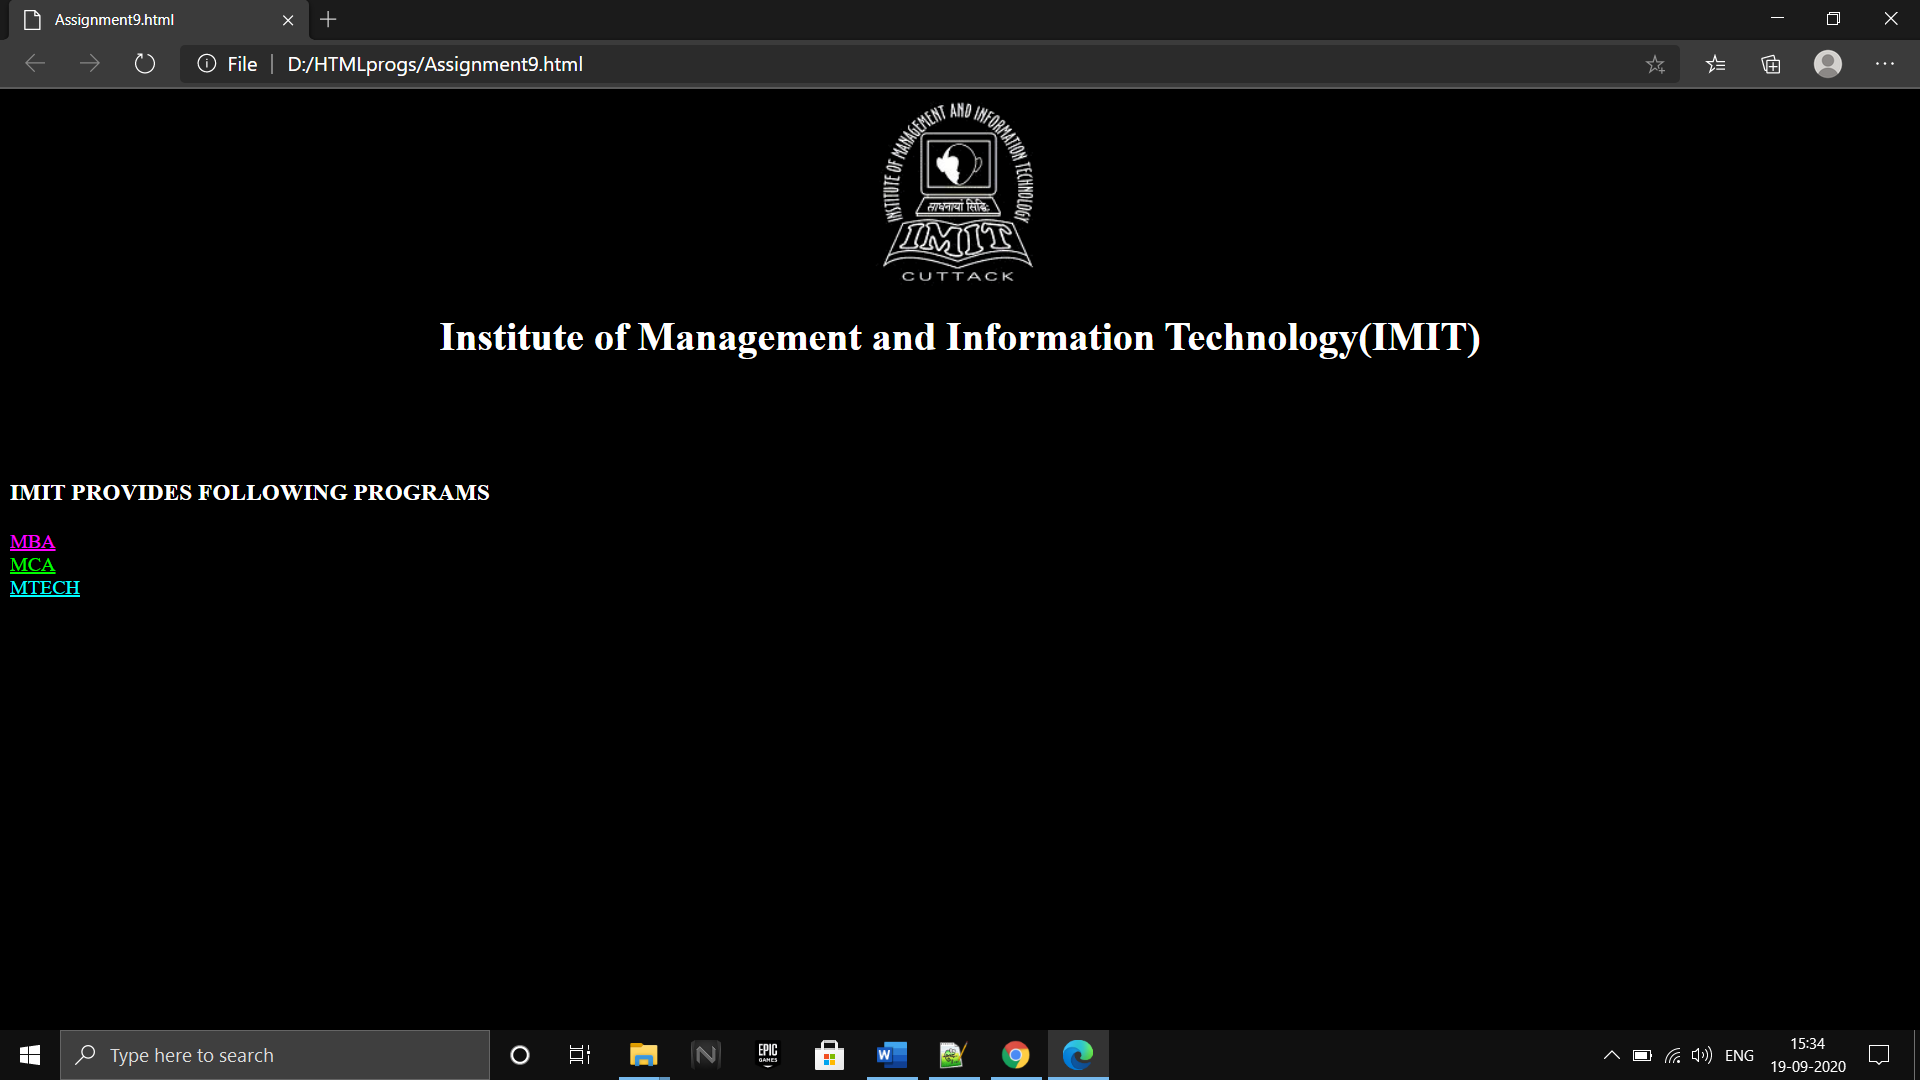 Assignment9.html
File
D:/HTMLprogs/Assignment9.html
INSTITUTE OF MANAGEMENT AND INFORMATION TECHNOLOGY
साधनायां सिद्धिः
IMIT
CUTTACK
Institute of Management and Information Technology(IMIT)
IMIT PROVIDES FOLLOWING PROGRAMS
MBA
MCA
MTECH
Type here to search
N
EPIC
GAMES
W
ENG
15:34
19-09-2020